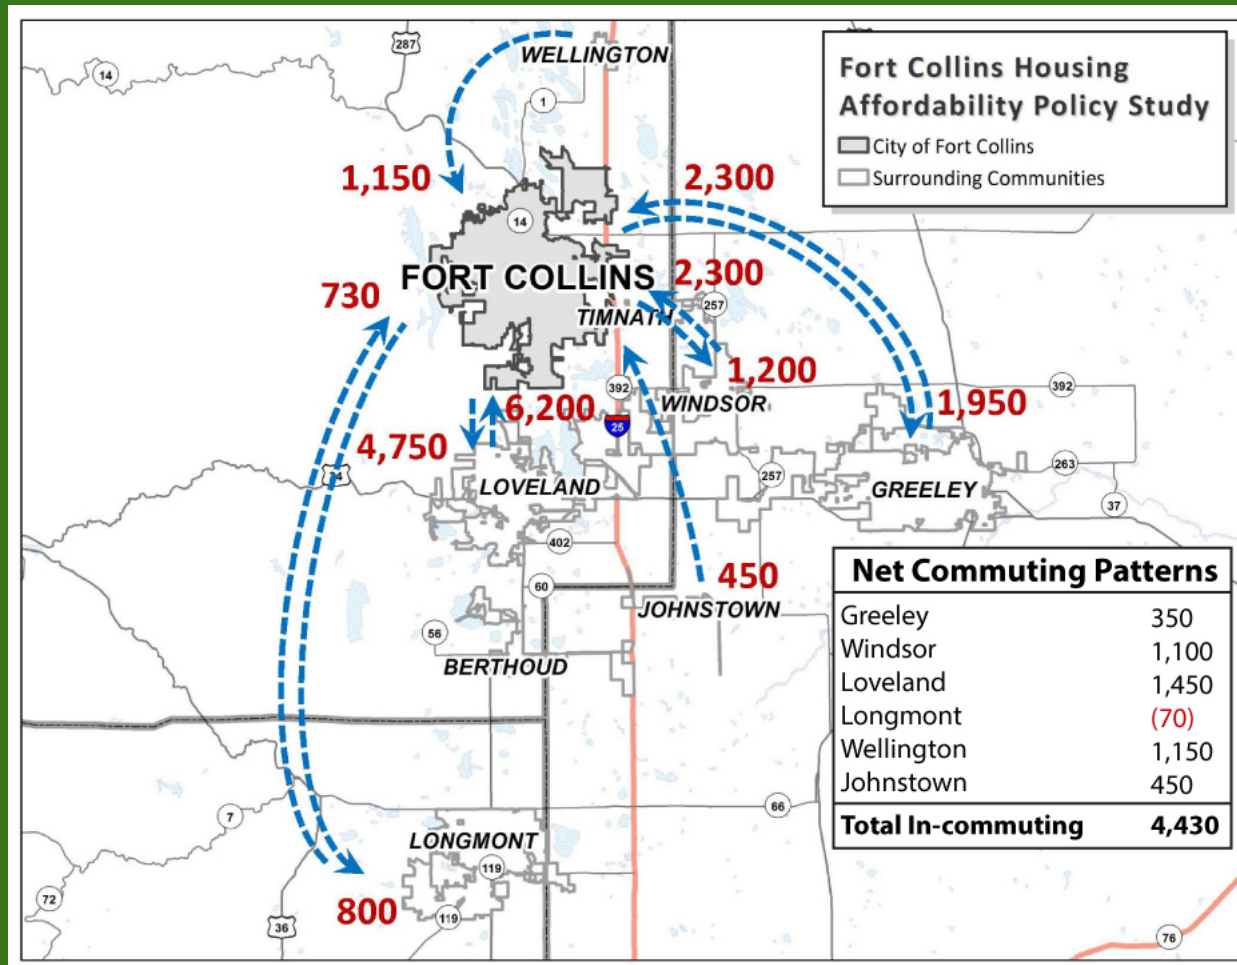 Fort Collins Housing
Affordability Policy Study
City of Fort Collins
Surrounding Communities
287
14
WELLINGTON
1
1,150
2,300
14
FORT COLLINS
2,300
730
TIMNATH
257
1,200
392
392
WINDSOR
6,200
1,950
25
4,750
LOVELAND
257
263
GREELEY
37
402
60
450
JOHNSTOWN
56
BERTHOUD
Net Commuting Patterns
Greeley 350
Windsor 1,100
Loveland 1,450
Longmont (70)
Wellington 1,150
Johnstown 450
Total In-commuting 4,430
7
66
LONGMONT
119
72
800
119
36
76